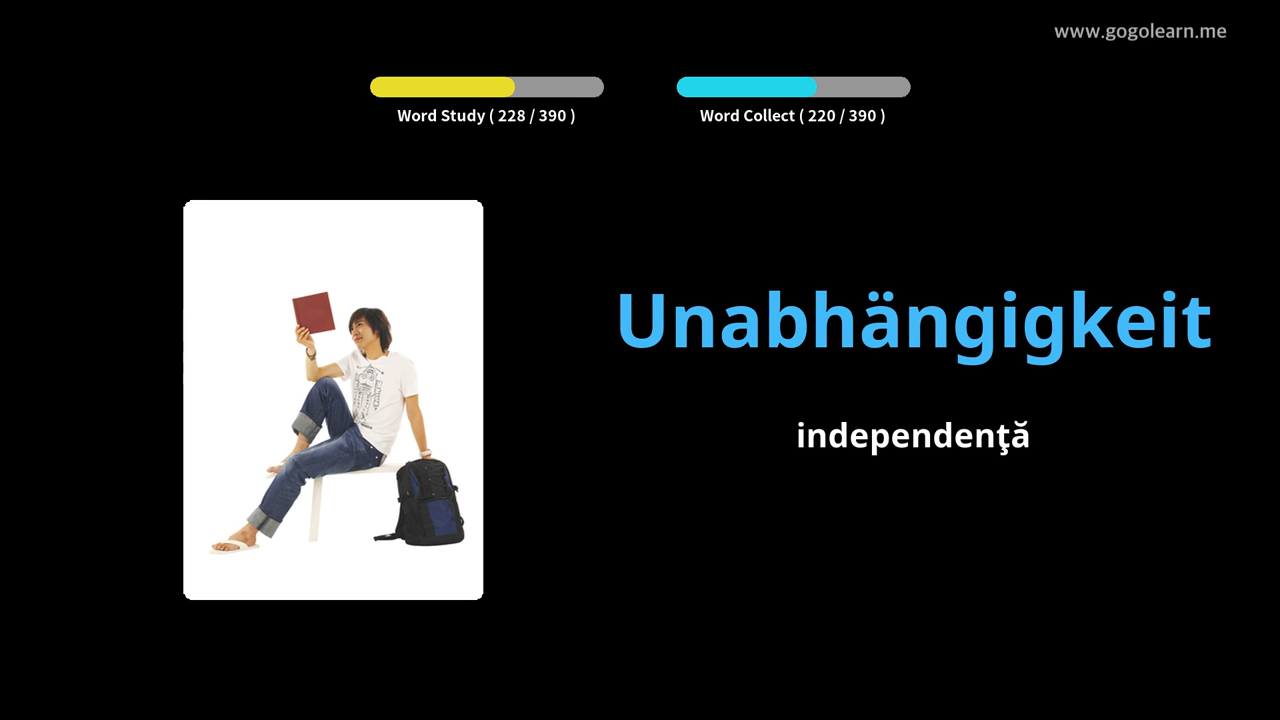 www.gogolearn.me
Word Study ( 228 / 390 )
Word Collect ( 220 / 390 )
Unabhängigkeit
independenţă